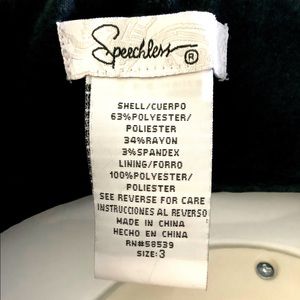 Speechless ®
SHELL/CUERPO
63%POLYESTER/
POLIESTER
34%RAYON
3%SPANDEX
LINING/FORRO
100%POLYESTER/
POLIESTER
SEE REVERSE FOR CARE
INSTRUCCIONES AL REVERSO
MADE IN CHINA
HECHO EN CHINA
RN#58539
SIZE: 3